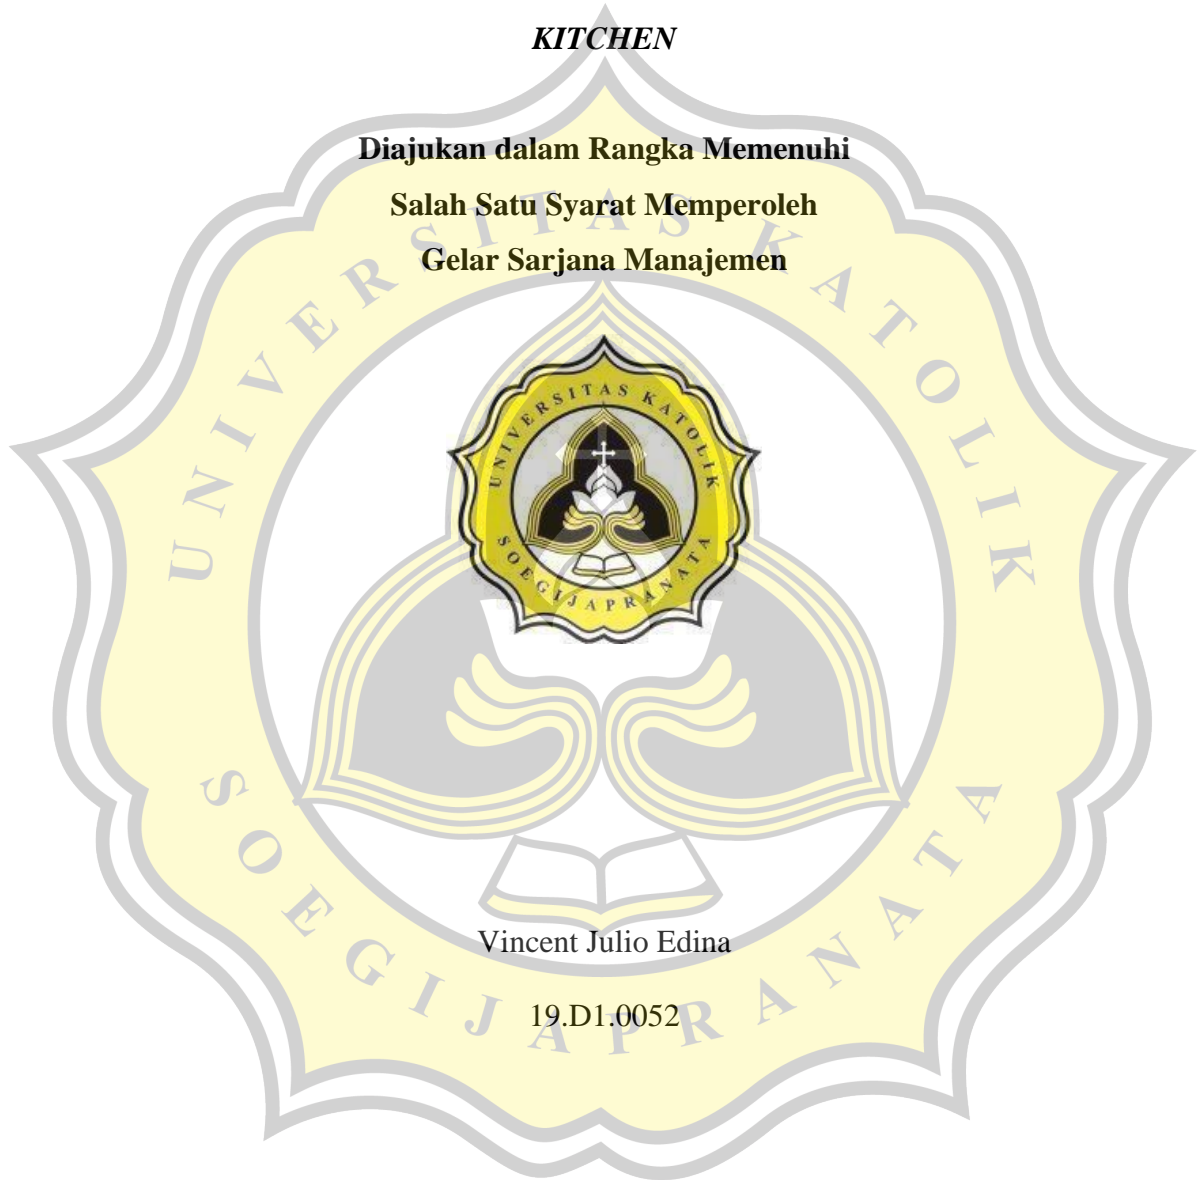 KITCHEN
Diajukan dalam Rangka Memenuhi
Salah Satu Syarat Memperoleh
Gelar Sarjana Manajemen
UNIVERSITAS KATOLIK
SOEGIJAPRANATA
UNIVERSITAS KATOLIK
SOEGIJAPRANATA
Vincent Julio Edina
19.D1.0052